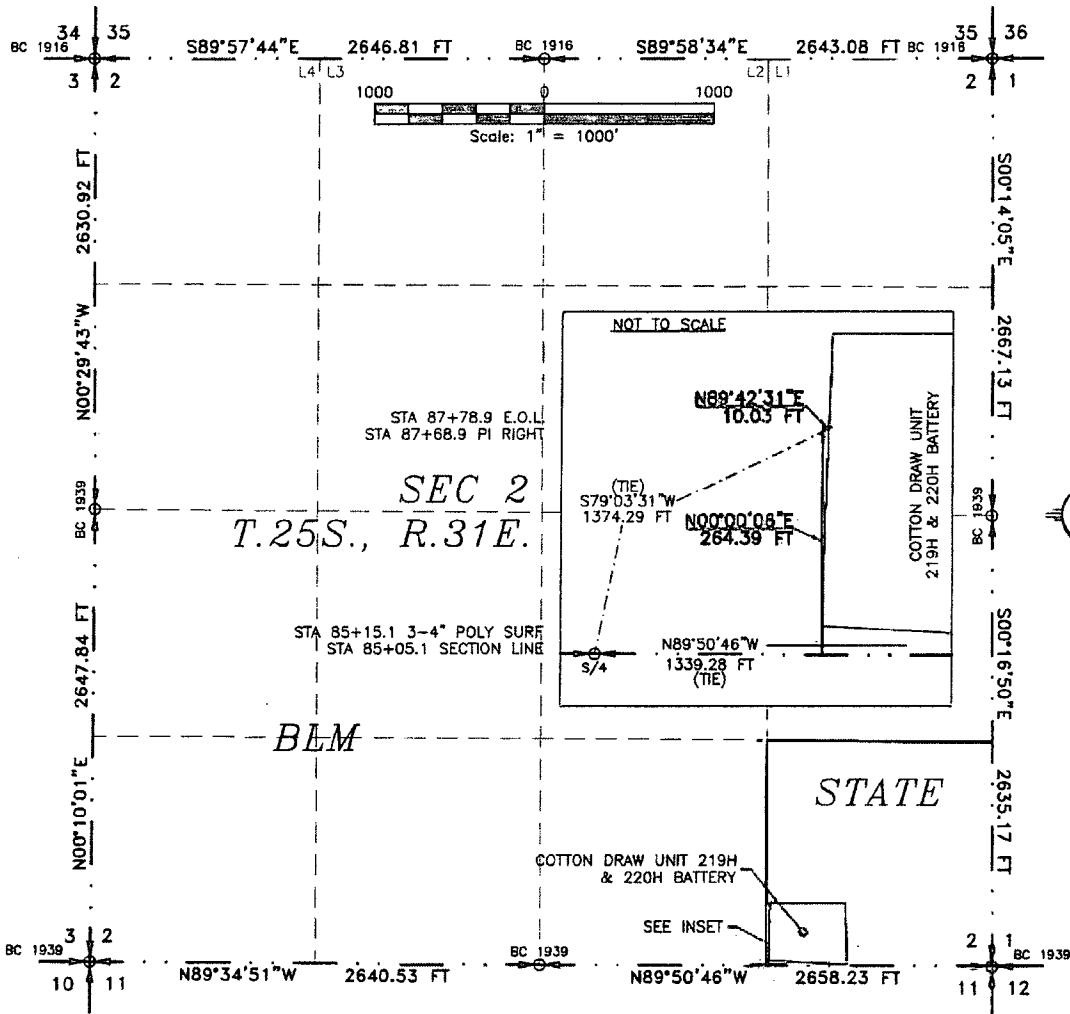 34 35
BC 1916
3 2
S89°57'44"E 2646.81 FT
BC 1916
S89°58'34"E 2643.08 FT
BC 1916
35 36
2 1
L4 L3
L2 L1
1000 0 1000
Scale: 1" = 1000'
N00°29'43"W 2630.92 FT
S00°14'05"E 2667.13 FT
NOT TO SCALE
N89°42'31"E
10.03 FT
STA 87+78.9 E.O.L.
STA 87+68.9 PI RIGHT
COTTON DRAW UNIT
219H & 220H BATTERY
SEC 2
T.25S., R.31E.
BC 1939
BC 1939
(TIE)
S79°03'31"W
1374.29 FT
N00°00'08"E
264.39 FT
STA 85+15.1 3-4" POLY SURF
STA 85+05.1 SECTION LINE
N89°50'46"W
1339.28 FT
(TIE)
S/4
N00°10'01"E 2647.84 FT
S00°16'50"E 2635.17 FT
BLM
STATE
COTTON DRAW UNIT 219H
& 220H BATTERY
SEE INSET
3 2
BC 1939
10 11
N89°34'51"W 2640.53 FT
BC 1939
N89°50'46"W 2658.23 FT
2 1
BC 1939
11 12